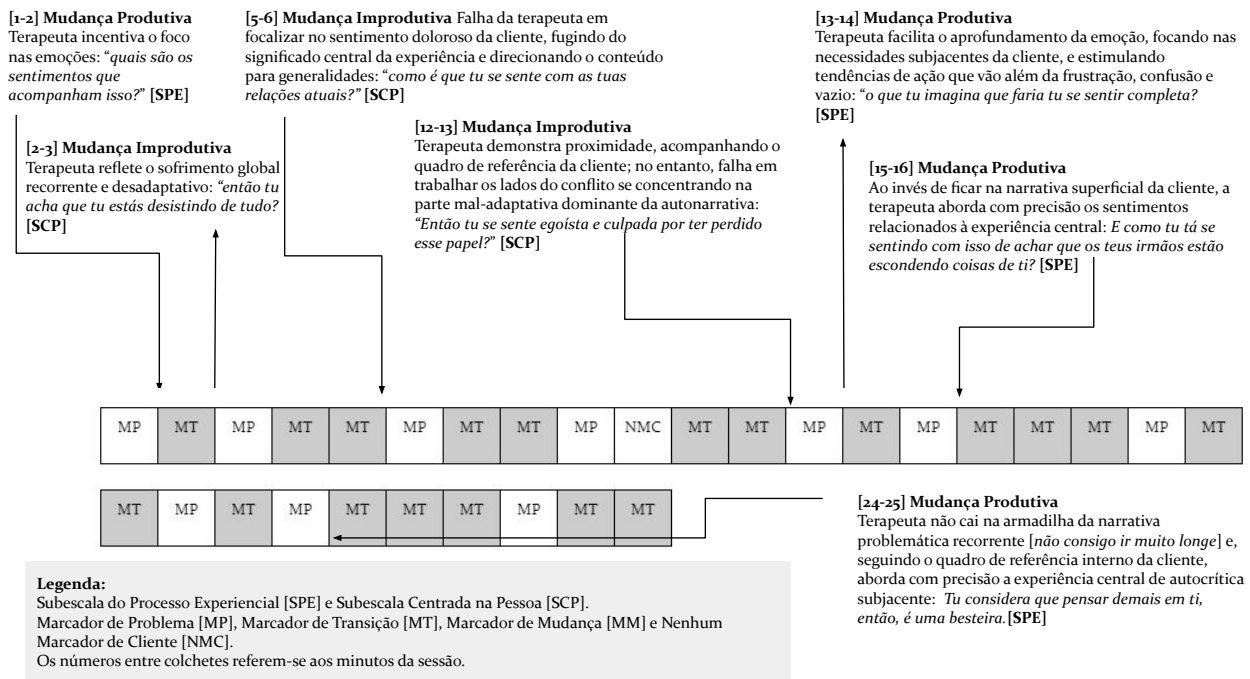 [1-2] Mudança Produtiva
Terapeuta incentiva o foco
nas emoções: “quais são os
sentimentos que
acompanham isso?” [SPE]
[5-6] Mudança Improdutiva Falha da terapeuta em
focalizar no sentimento doloroso da cliente, fugindo do
significado central da experiência e direcionando o conteúdo
para generalidades: “como é que tu se sente com as tuas
relações atuais?” [SCP]
[13-14] Mudança Produtiva
Terapeuta facilita o aprofundamento da emoção, focando nas
necessidades subjacentes da cliente, e estimulando
tendências de ação que vão além da frustração, confusão e
vazio: “o que tu imagina que faria tu se sentir completa?
[SPE]
[2-3] Mudança Improdutiva
Terapeuta reflete o sofrimento global
recorrente e desadaptativo: “então tu
acha que tu estás desistindo de tudo?
[SCP]
[12-13] Mudança Improdutiva
Terapeuta demonstra proximidade, acompanhando o
quadro de referência da cliente; no entanto, falha em
trabalhar os lados do conflito se concentrando na
parte mal-adaptativa dominante da autonarrativa:
“Então tu se sente egoísta e culpada por ter perdido
esse papel?” [SCP]
[15-16] Mudança Produtiva
Ao invés de ficar na narrativa superficial da cliente, a
terapeuta aborda com precisão os sentimentos
relacionados à experiência central: E como tu tá se
sentindo com isso de achar que os teus irmãos estão
escondendo coisas de ti? [SPE]
MP MT MP MT MT MP MT MT MP NMC MT MT MP MT MP MT MT MT MP MT
MT MP MT MP MT MT MT MP MT MT
[24-25] Mudança Produtiva
Terapeuta não cai na armadilha da narrativa
problemática recorrente [não consigo ir muito longe] e,
seguindo o quadro de referência interno da cliente,
aborda com precisão a experiência central de autocrítica
subjacente: Tu considera que pensar demais em ti,
então, é uma besteira.[SPE]
Legenda:
Subescala do Processo Experiencial [SPE] e Subescala Centrada na Pessoa [SCP].
Marcador de Problema [MP], Marcador de Transição [MT], Marcador de Mudança [MM] e Nenhum
Marcador de Cliente [NMC].
Os números entre colchetes referem-se aos minutos da sessão.